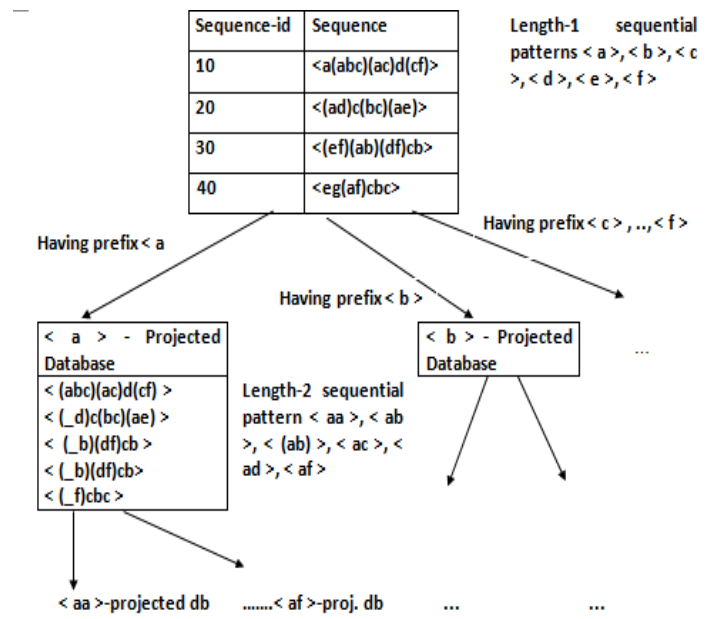 Sequence-id Sequence
10 <a(abc)(ac)d(cf)>
20 <(ad)c(bc)(ae)>
30 <(ef)(ab)(df)cb>
40 <eg(af)cbc>
Length-1 sequential
patterns < a >, < b >, < c
>, < d >, < e >, < f >
Having prefix < a
Having prefix < b >
Having prefix < c > , .., < f >
< a > - Projected
Database
< (abc)(ac)d(cf) >
< (_d)c(bc)(ae) >
< (_b)(df)cb >
< (_b)(df)cb>
< (_f)cbc >
Length-2 sequential
pattern < aa >, < ab
>, < (ab) >, < ac >, <
ad >, < af >
< b > - Projected
Database
...
< aa >-projected db
.......< af >-proj. db
...
...